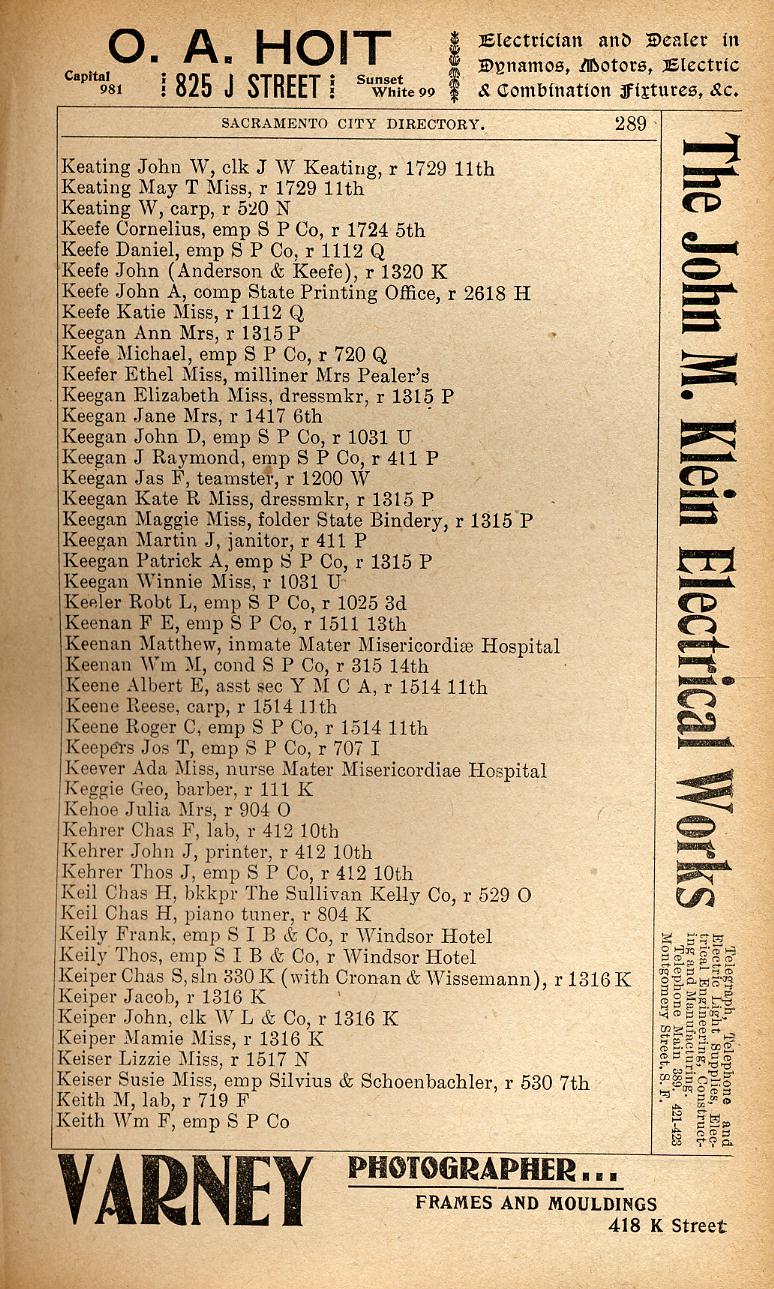 O. A. HOIT
Capital
981
825 J STREET
Sunset
White 99
Electrician and Dealer in
Dynamos, Motors, Electric
& Combination Fixtures, &c.
SACRAMENTO CITY DIRECTORY. 289
Keating John W, clk J W Keating, r 1729 11th
Keating May T Miss, r 1729 11th
Keating W, carp, r 520 N
Keefe Cornelius, emp S P Co, r 1724 5th
Keefe Daniel, emp S P Co, r 1112 Q
Keefe John (Anderson & Keefe), r 1320 K
Keefe John A, comp State Printing Office, r 2618 H
Keefe Katie Miss, r 1112 Q
Keegan Ann Mrs, r 1315 P
Keefe Michael, emp S P Co, r 720 Q
Keefer Ethel Miss, milliner Mrs Pealer's
Keegan Elizabeth Miss, dressmkr, r 1315 P
Keegan Jane Mrs, r 1417 6th
Keegan John D, emp S P Co, r 1031 U
Keegan J Raymond, emp S P Co, r 411 P
Keegan Jas F, teamster, r 1200 W
Keegan Kate R Miss, dressmkr, r 1315 P
Keegan Maggie Miss, folder State Bindery, r 1315 P
Keegan Martin J, janitor, r 411 P
Keegan Patrick A, emp S P Co, r 1315 P
Keegan Winnie Miss, r 1031 U
Keeler Robt L, emp S P Co, r 1025 3d
Keenan F E, emp S P Co, r 1511 13th
Keenan Matthew, inmate Mater Misericordiæ Hospital
Keenan Wm M, cond S P Co, r 315 14th
Keene Albert E, asst sec Y M C A, r 1514 11th
Keene Reese, carp, r 1514 11th
Keene Roger C, emp S P Co, r 1514 11th
Keepers Jos T, emp S P Co, r 707 I
Keever Ada Miss, nurse Mater Misericordiae Hospital
Keggie Geo, barber, r 111 K
Kehoe Julia Mrs, r 904 O
Kehrer Chas F, lab, r 412 10th
Kehrer John J, printer, r 412 10th
Kehrer Thos J, emp S P Co, r 412 10th
Keil Chas H, bkkpr The Sullivan Kelly Co, r 529 O
Keil Chas H, piano tuner, r 804 K
Keily Frank, emp S I B & Co, r Windsor Hotel
Keily Thos, emp S I B & Co, r Windsor Hotel
Keiper Chas S, sln 330 K (with Cronan & Wissemann), r 1316 K
Keiper Jacob, r 1316 K
Keiper John, clk W L & Co, r 1316 K
Keiper Mamie Miss, r 1316 K
Keiser Lizzie Miss, r 1517 N
Keiser Susie Miss, emp Silvius & Schoenbachler, r 530 7th
Keith M, lab, r 719 F
Keith Wm F, emp S P Co
The John M. Klein Electrical Works
Telegraph, Telephone and
Electric Light Supplies, Elec-
trical Engineering, Construct-
ing and Manufacturing.
Telephone Main 389. 421-423
Montgomery Street, S. F.
VARNEY
PHOTOGRAPHER...
FRAMES AND MOULDINGS
418 K Street